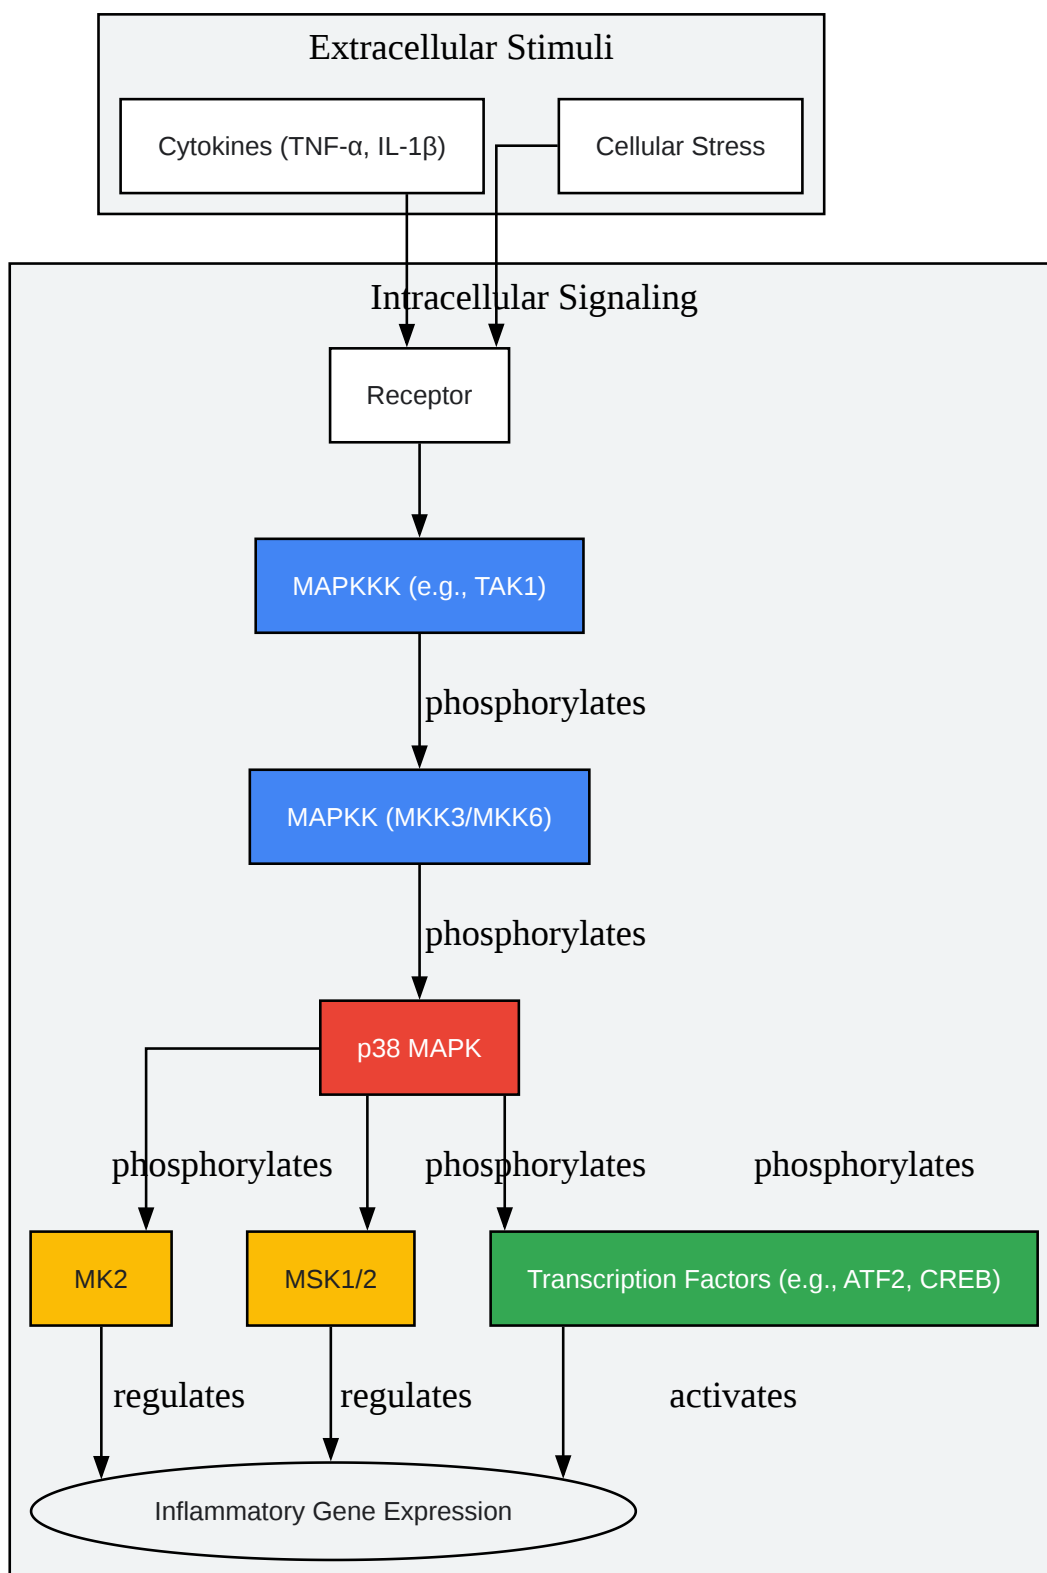 Extracellular Stimuli
Cytokines (TNF-α, IL-1β)
Cellular Stress
Intracellular Signaling
Receptor
MAPKKK (e.g., TAK1)
phosphorylates
MAPKK (MKK3/MKK6)
phosphorylates
p38 MAPK
phosphorylates
phosphorylates
phosphorylates
MK2
MSK1/2
Transcription Factors (e.g., ATF2, CREB)
regulates
regulates
activates
Inflammatory Gene Expression